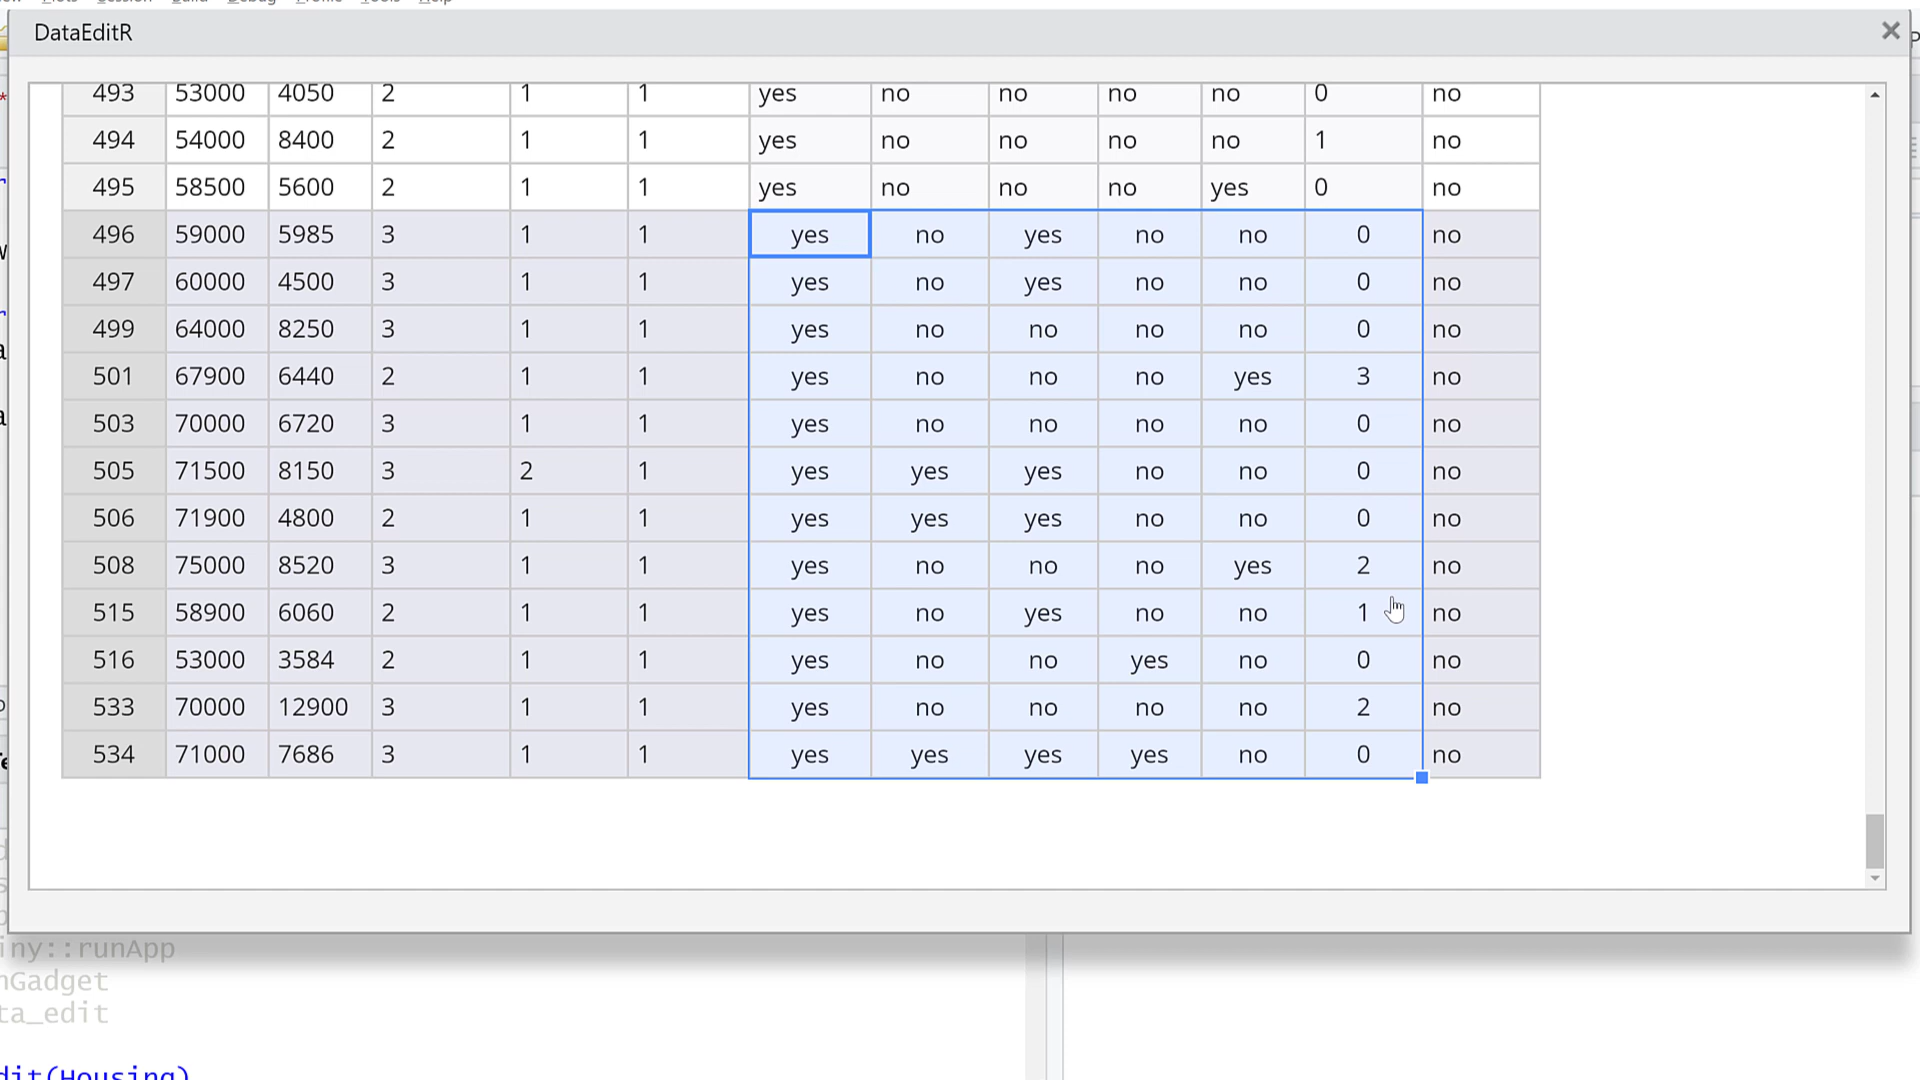 DataEditR
493 53000 4050 2 1 1 yes no no no no 0 no
494 54000 8400 2 1 1 yes no no no no 1 no
495 58500 5600 2 1 1 yes no no no yes 0 no
496 59000 5985 3 1 1 yes no yes no no 0 no
497 60000 4500 3 1 1 yes no yes no no 0 no
499 64000 8250 3 1 1 yes no no no no 0 no
501 67900 6440 2 1 1 yes no no no yes 3 no
503 70000 6720 3 1 1 yes no no no no 0 no
505 71500 8150 3 2 1 yes yes yes no no 0 no
506 71900 4800 2 1 1 yes yes yes no no 0 no
508 75000 8520 3 1 1 yes no no no yes 2 no
515 58900 6060 2 1 1 yes no yes no no 1 no
516 53000 3584 2 1 1 yes no no yes no 0 no
533 70000 12900 3 1 1 yes no no no no 2 no
534 71000 7686 3 1 1 yes yes yes yes no 0 no
iny::runApp
nGadget
ta_edit
dit(Housing)